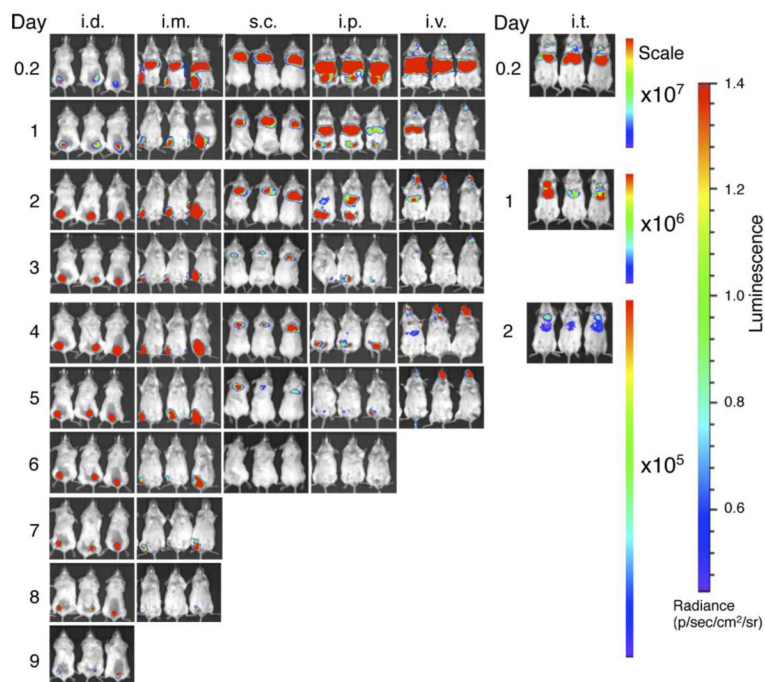 Day i.d. i.m. s.c. i.p. i.v. Day i.t.
0.2 0.2
1
2 1
3
4 2
5
6
7
8
9
Scale
x10⁷
x10⁶
x10⁵
1.4
1.2
1.0
0.8
0.6
Luminescence
Radiance
(p/sec/cm²/sr)